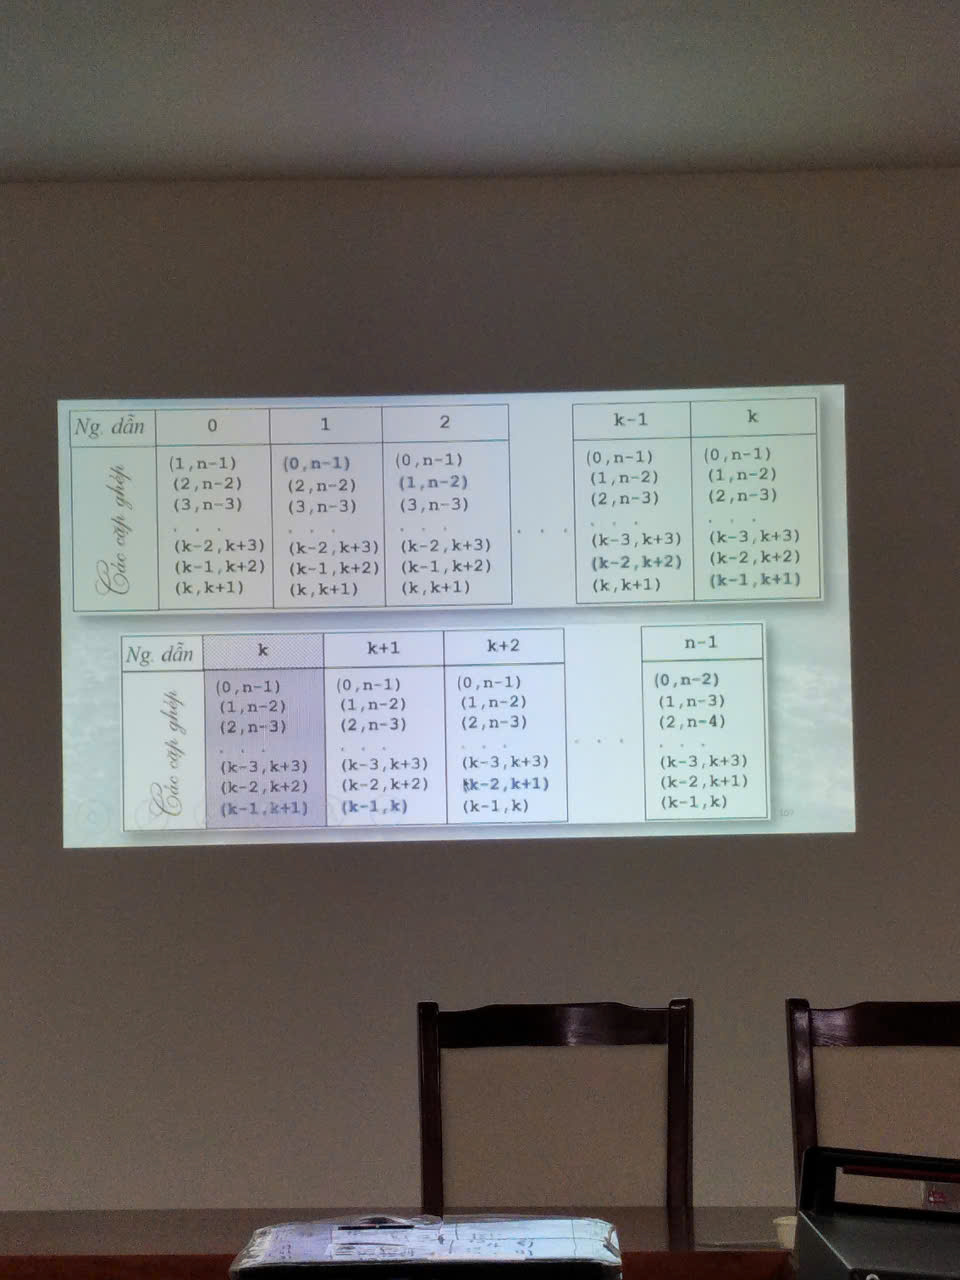 Ng. dẫn 0 1 2 k-1 k
Các cặp ghép
(1,n-1) (0,n-1) (0,n-1) (0,n-1) (0,n-1)
(2,n-2) (2,n-2) (1,n-2) (1,n-2) (1,n-2)
(3,n-3) (3,n-3) (3,n-3) (2,n-3) (2,n-3)
. . . . . . . . . . . . . . . . . .
(k-2,k+3) (k-2,k+3) (k-2,k+3) (k-3,k+3) (k-3,k+3)
(k-1,k+2) (k-1,k+2) (k-1,k+2) (k-2,k+2) (k-2,k+2)
(k,k+1) (k,k+1) (k,k+1) (k,k+1) (k-1,k+1)
Ng. dẫn k k+1 k+2 n-1
Các cặp ghép
(0,n-1) (0,n-1) (0,n-1) (0,n-2)
(1,n-2) (1,n-2) (1,n-2) (1,n-3)
(2,n-3) (2,n-3) (2,n-3) (2,n-4)
. . . . . . . . . . . . . . .
(k-3,k+3) (k-3,k+3) (k-3,k+3) (k-3,k+3)
(k-2,k+2) (k-2,k+2) (k-2,k+1) (k-2,k+1)
(k-1,k+1) (k-1,k) (k-1,k) (k-1,k)